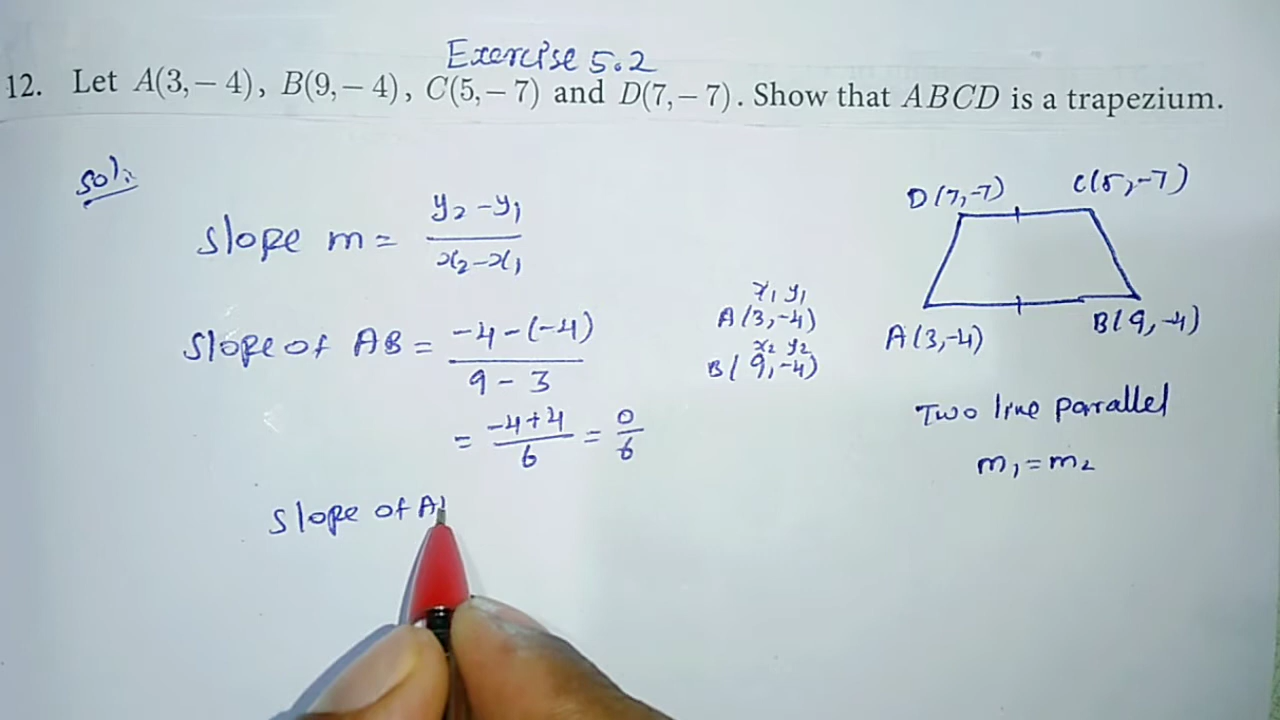 Exercise 5.2
12. Let A(3, – 4), B(9, – 4), C(5, – 7) and D(7, – 7). Show that ABCD is a trapezium.
Sol:
Slope m = y₂ - y₁ / x₂ - x₁
D(7,-7) C(5,-7)
A(3,-4) B(9,-4)
x₁ y₁
A(3,-4)
x₂ y₂
B(9,-4)
Slope of AB = -4-(-4) / 9 - 3
= -4+4 / 6 = 0 / 6
Two line parallel
m₁ = m₂
Slope of A